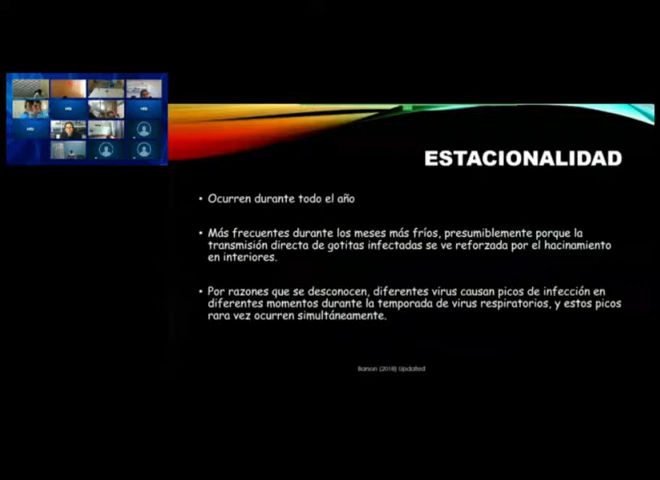 ESTACIONALIDAD
• Ocurren durante todo el año
• Más frecuentes durante los meses más fríos, presumiblemente porque la
transmisión directa de gotitas infectadas se ve reforzada por el hacinamiento
en interiores.
• Por razones que se desconocen, diferentes virus causan picos de infección en
diferentes momentos durante la temporada de virus respiratorios, y estos picos
rara vez ocurren simultáneamente.
(2018) Updated